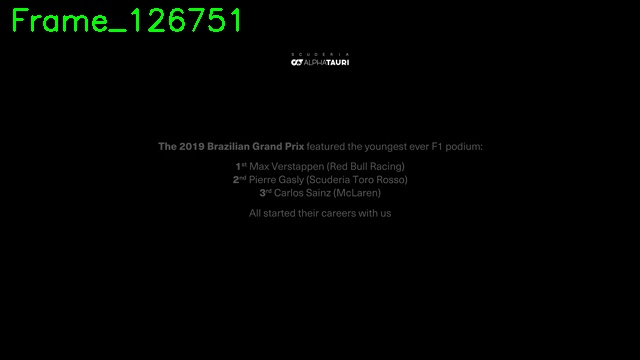 Frame_126751
SCUDERIA
ALPHATAURI
The 2019 Brazilian Grand Prix featured the youngest ever F1 podium:
1st Max Verstappen (Red Bull Racing)
2nd Pierre Gasly (Scuderia Toro Rosso)
3rd Carlos Sainz (McLaren)
All started their careers with us